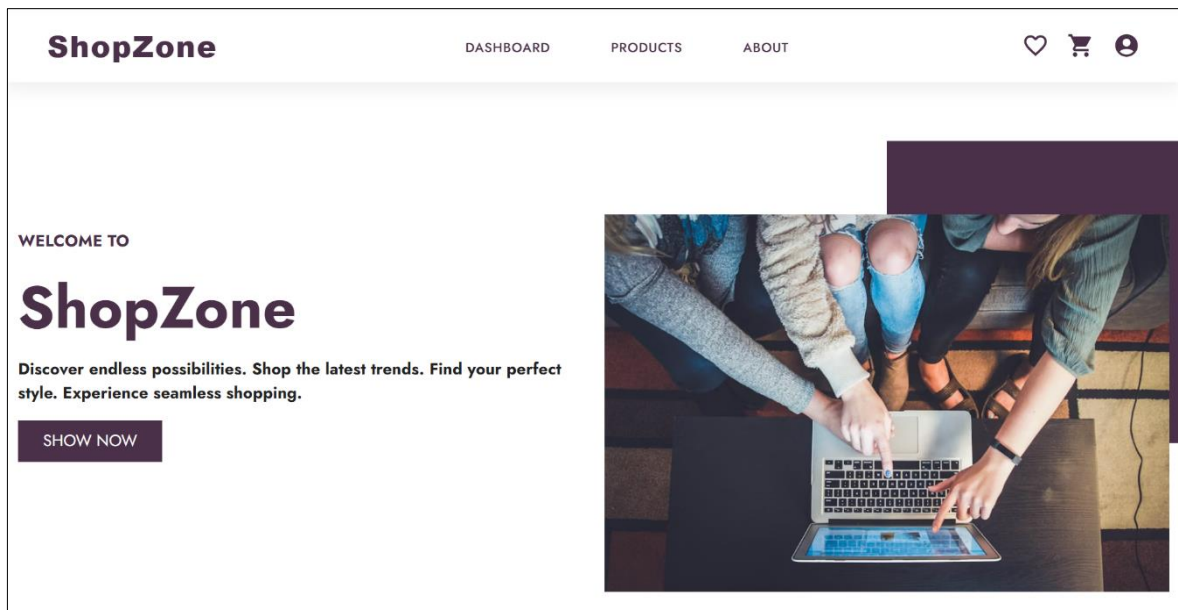 ShopZone
DASHBOARD
PRODUCTS
ABOUT
WELCOME TO
ShopZone
Discover endless possibilities. Shop the latest trends. Find your perfect
style. Experience seamless shopping.
SHOW NOW